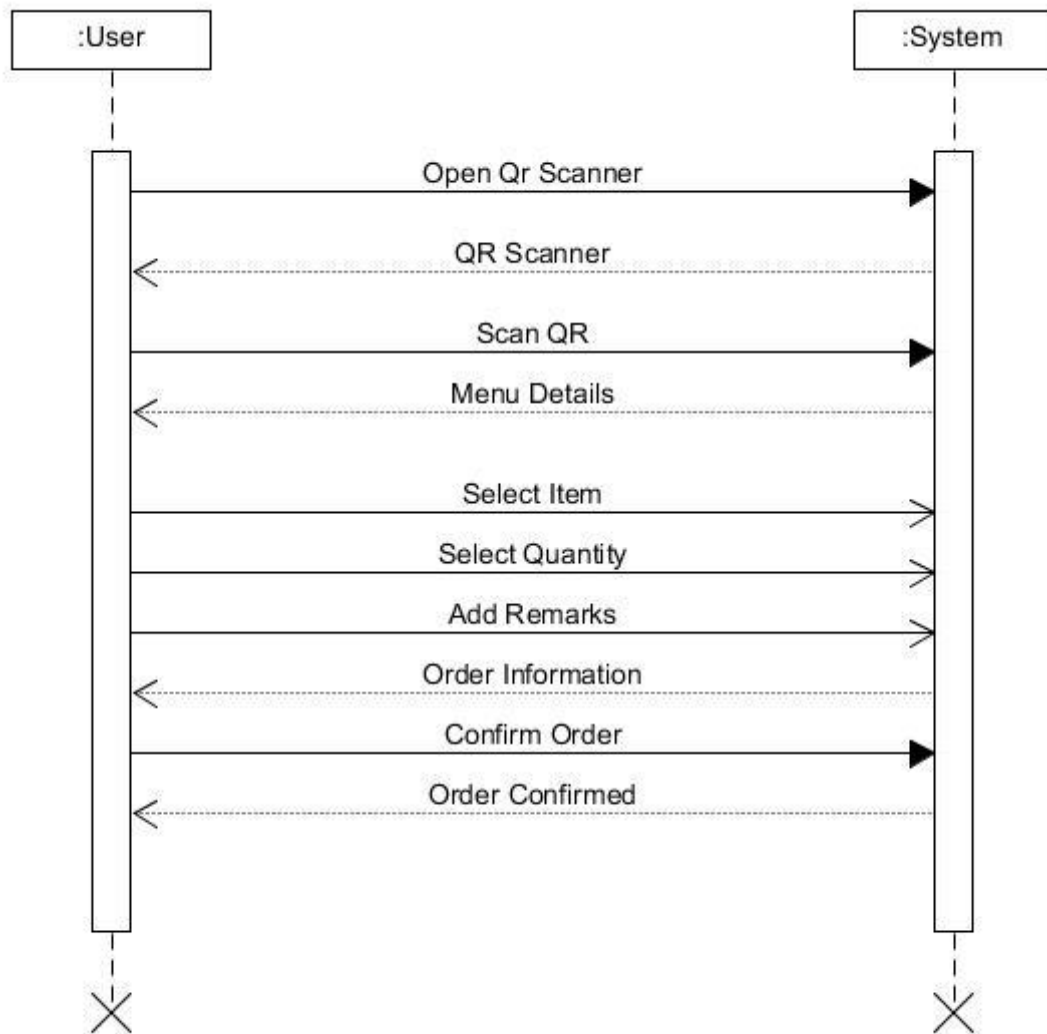 :User
:System
Open Qr Scanner
QR Scanner
Scan QR
Menu Details
Select Item
Select Quantity
Add Remarks
Order Information
Confirm Order
Order Confirmed